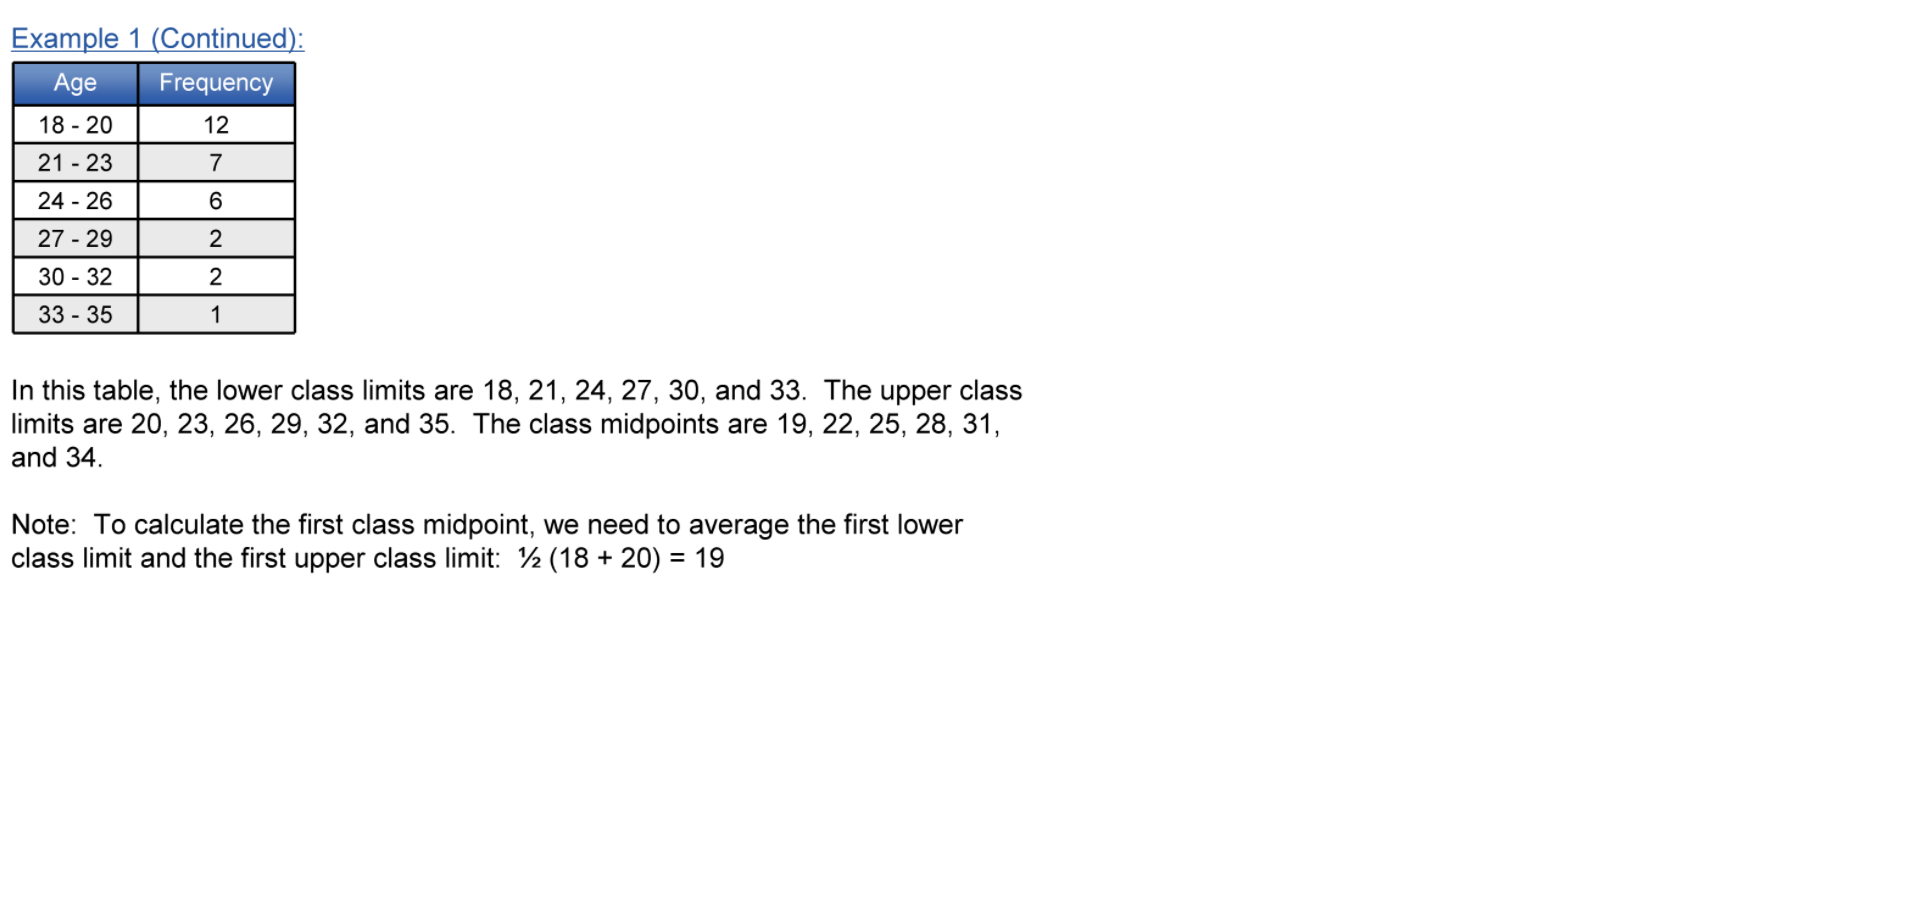 Example 1 (Continued):
Age Frequency
18 - 20 12
21 - 23 7
24 - 26 6
27 - 29 2
30 - 32 2
33 - 35 1
In this table, the lower class limits are 18, 21, 24, 27, 30, and 33.  The upper class
limits are 20, 23, 26, 29, 32, and 35.  The class midpoints are 19, 22, 25, 28, 31,
and 34.
Note:  To calculate the first class midpoint, we need to average the first lower
class limit and the first upper class limit:  ½ (18 + 20) = 19